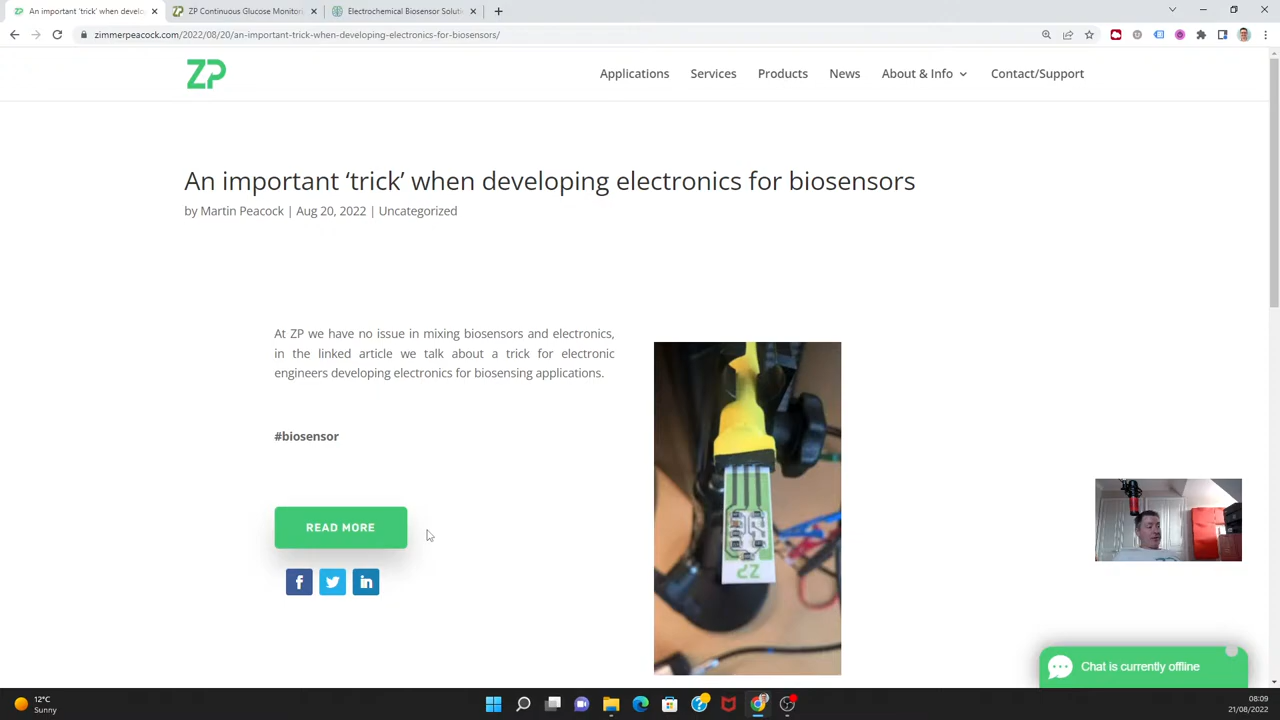 An important ‘trick’ when develo
ZP Continuous Glucose Monitori
Electrochemical Biosensor Soluti
zimmerpeacock.com/2022/08/20/an-important-trick-when-developing-electronics-for-biosensors/
ZP
Applications
Services
Products
News
About & Info
Contact/Support
An important ‘trick’ when developing electronics for biosensors
by Martin Peacock | Aug 20, 2022 | Uncategorized
At ZP we have no issue in mixing biosensors and electronics,
in the linked article we talk about a trick for electronic
engineers developing electronics for biosensing applications.
#biosensor
READ MORE
ZP
Chat is currently offline
12°C
Sunny
08:09
21/08/2022